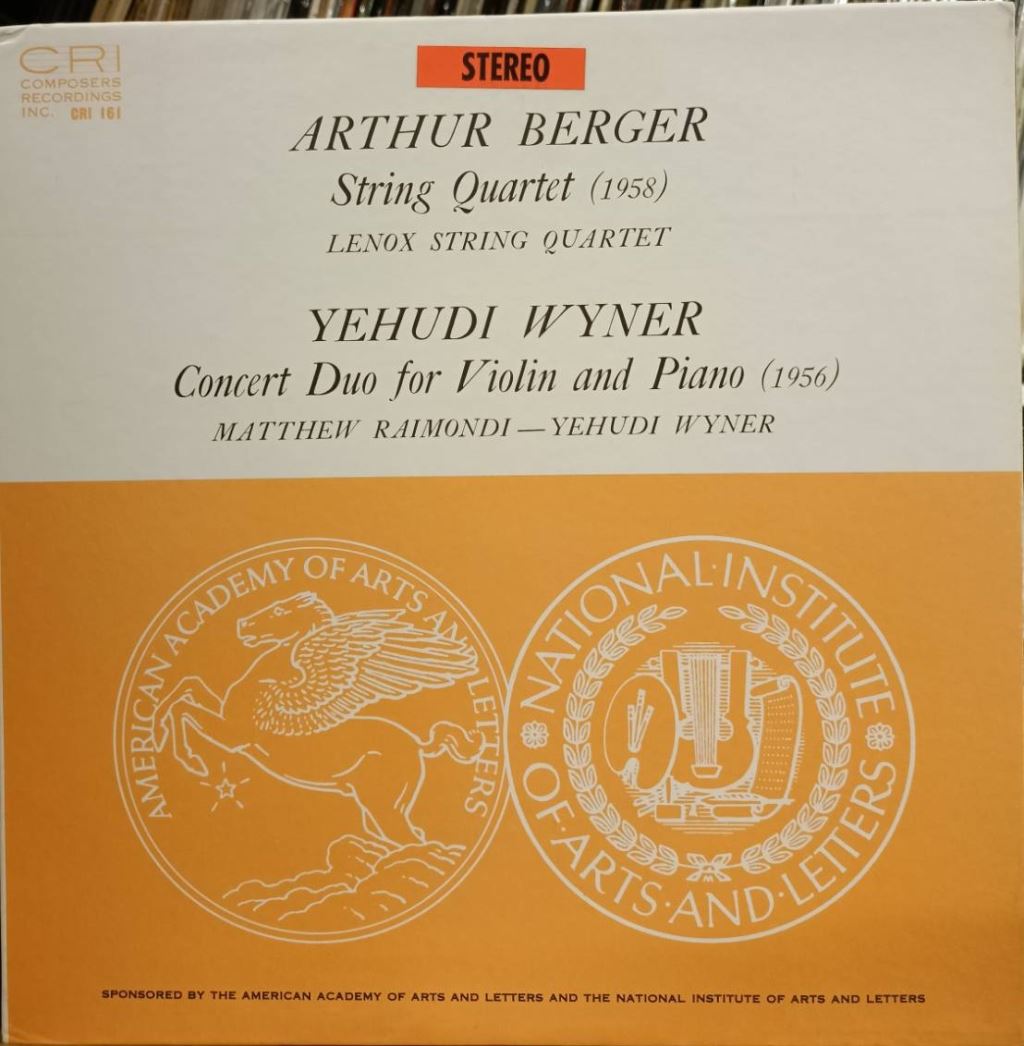 CRI
COMPOSERS
RECORDINGS
INC. CRI 161
STEREO
ARTHUR BERGER
String Quartet (1958)
LENOX STRING QUARTET
YEHUDI WYNER
Concert Duo for Violin and Piano (1956)
MATTHEW RAIMONDI — YEHUDI WYNER
AMERICAN ACADEMY OF ARTS AND LETTERS
NATIONAL·INSTITUTE
OF·ARTS·AND·LETTERS
SPONSORED BY THE AMERICAN ACADEMY OF ARTS AND LETTERS AND THE NATIONAL INSTITUTE OF ARTS AND LETTERS